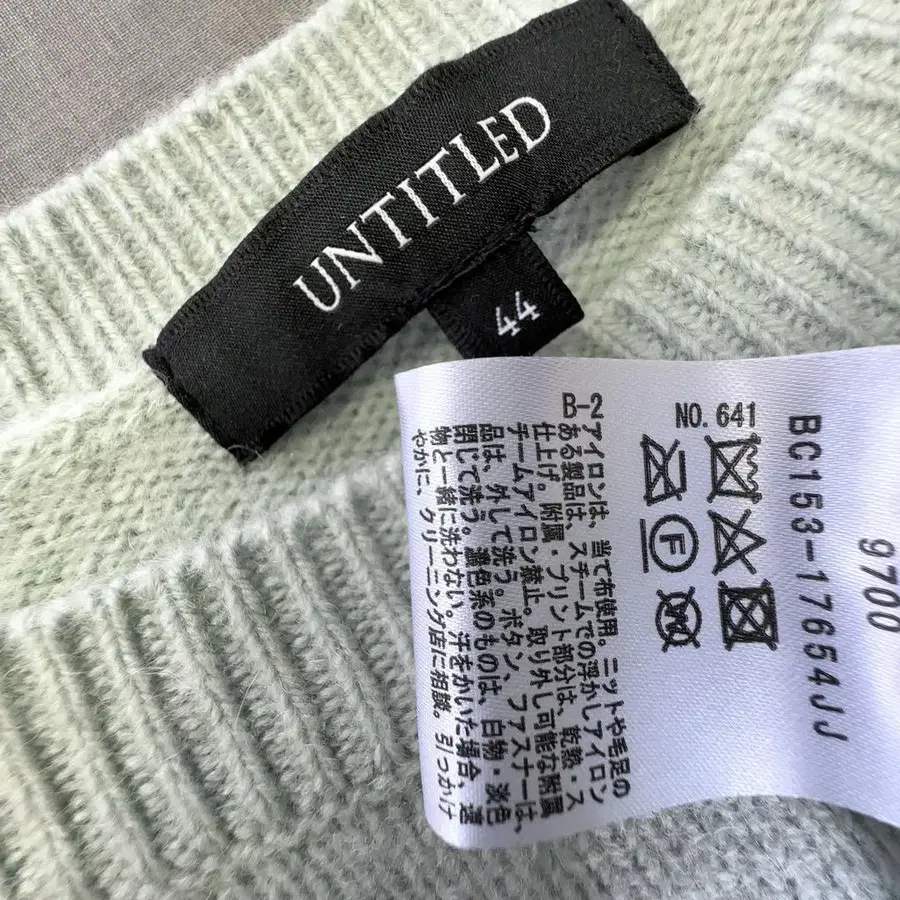 UNTITLED
44
9700
BC153-17654JJ
NO.641
F
B-2
アイロンは、当て布使用。ニットや毛足の
ある製品は、スチームでの浮かしアイロン
仕上げ。附属・プリント部分は、乾熱・ス
チームアイロン禁止。取り外し可能な附属
品は、外して洗う。ボタン、ファスナーは、
閉じて洗う。濃色系のものは、白物・淡色
物と一緒に洗わない。汗をかいた場合、速
やかに、クリーニング店に相談。引っかけ